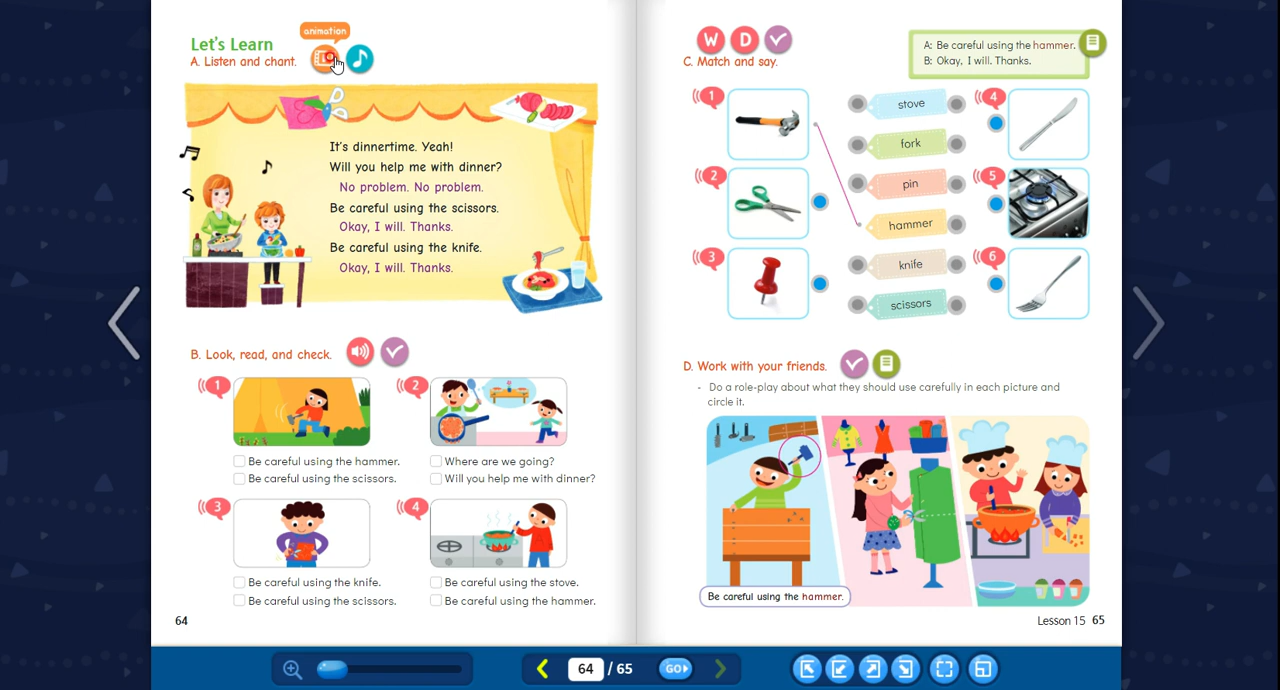 Let's Learn
animation
A. Listen and chant.
It's dinnertime. Yeah!
Will you help me with dinner?
No problem. No problem.
Be careful using the scissors.
Okay, I will. Thanks.
Be careful using the knife.
Okay, I will. Thanks.
B. Look, read, and check.
1
2
Be careful using the hammer.
Be careful using the scissors.
Where are we going?
Will you help me with dinner?
3
4
Be careful using the knife.
Be careful using the scissors.
Be careful using the stove.
Be careful using the hammer.
64
W D
C. Match and say.
A: Be careful using the hammer.
B: Okay, I will. Thanks.
1
2
3
stove
fork
pin
hammer
knife
scissors
4
5
6
D. Work with your friends.
- Do a role-play about what they should use carefully in each picture and
circle it.
Be careful using the hammer.
Lesson 15 65
64 / 65 GO